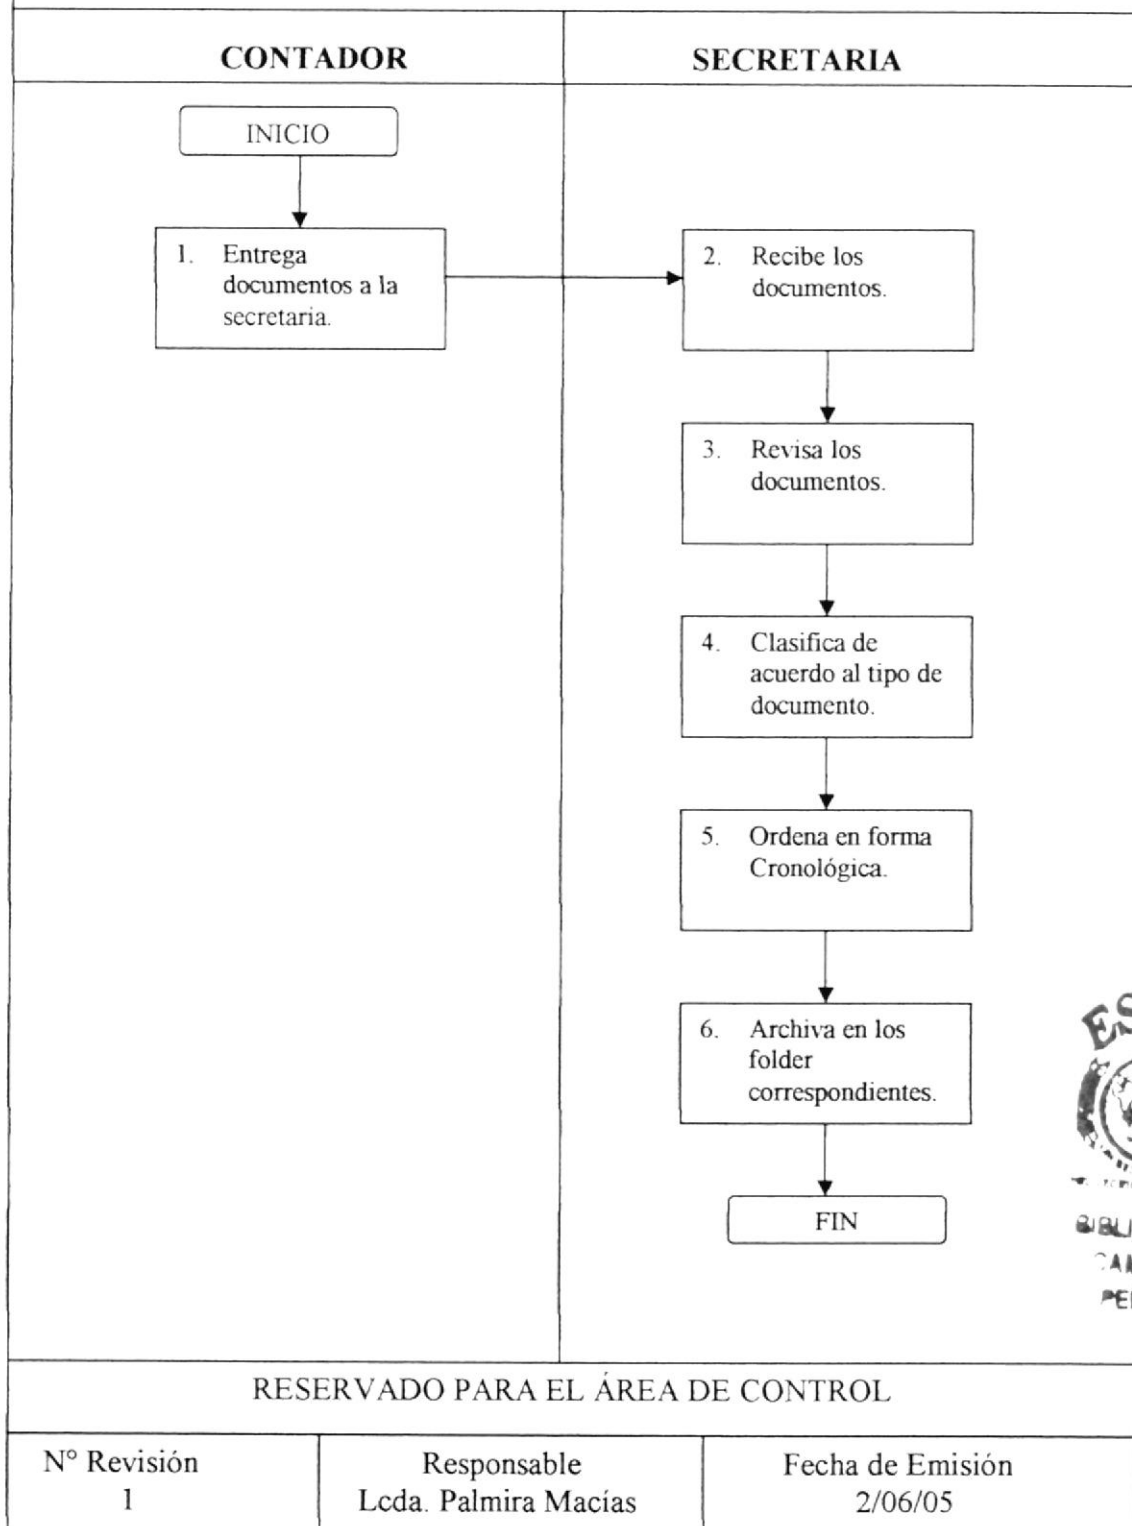 CONTADOR
SECRETARIA
INICIO
1. Entrega
documentos a la
secretaria.
2. Recibe los
documentos.
3. Revisa los
documentos.
4. Clasifica de
acuerdo al tipo de
documento.
5. Ordena en forma
Cronológica.
6. Archiva en los
folder
correspondientes.
FIN
RESERVADO PARA EL ÁREA DE CONTROL
N° Revisión
1
Responsable
Lcda. Palmira Macías
Fecha de Emisión
2/06/05